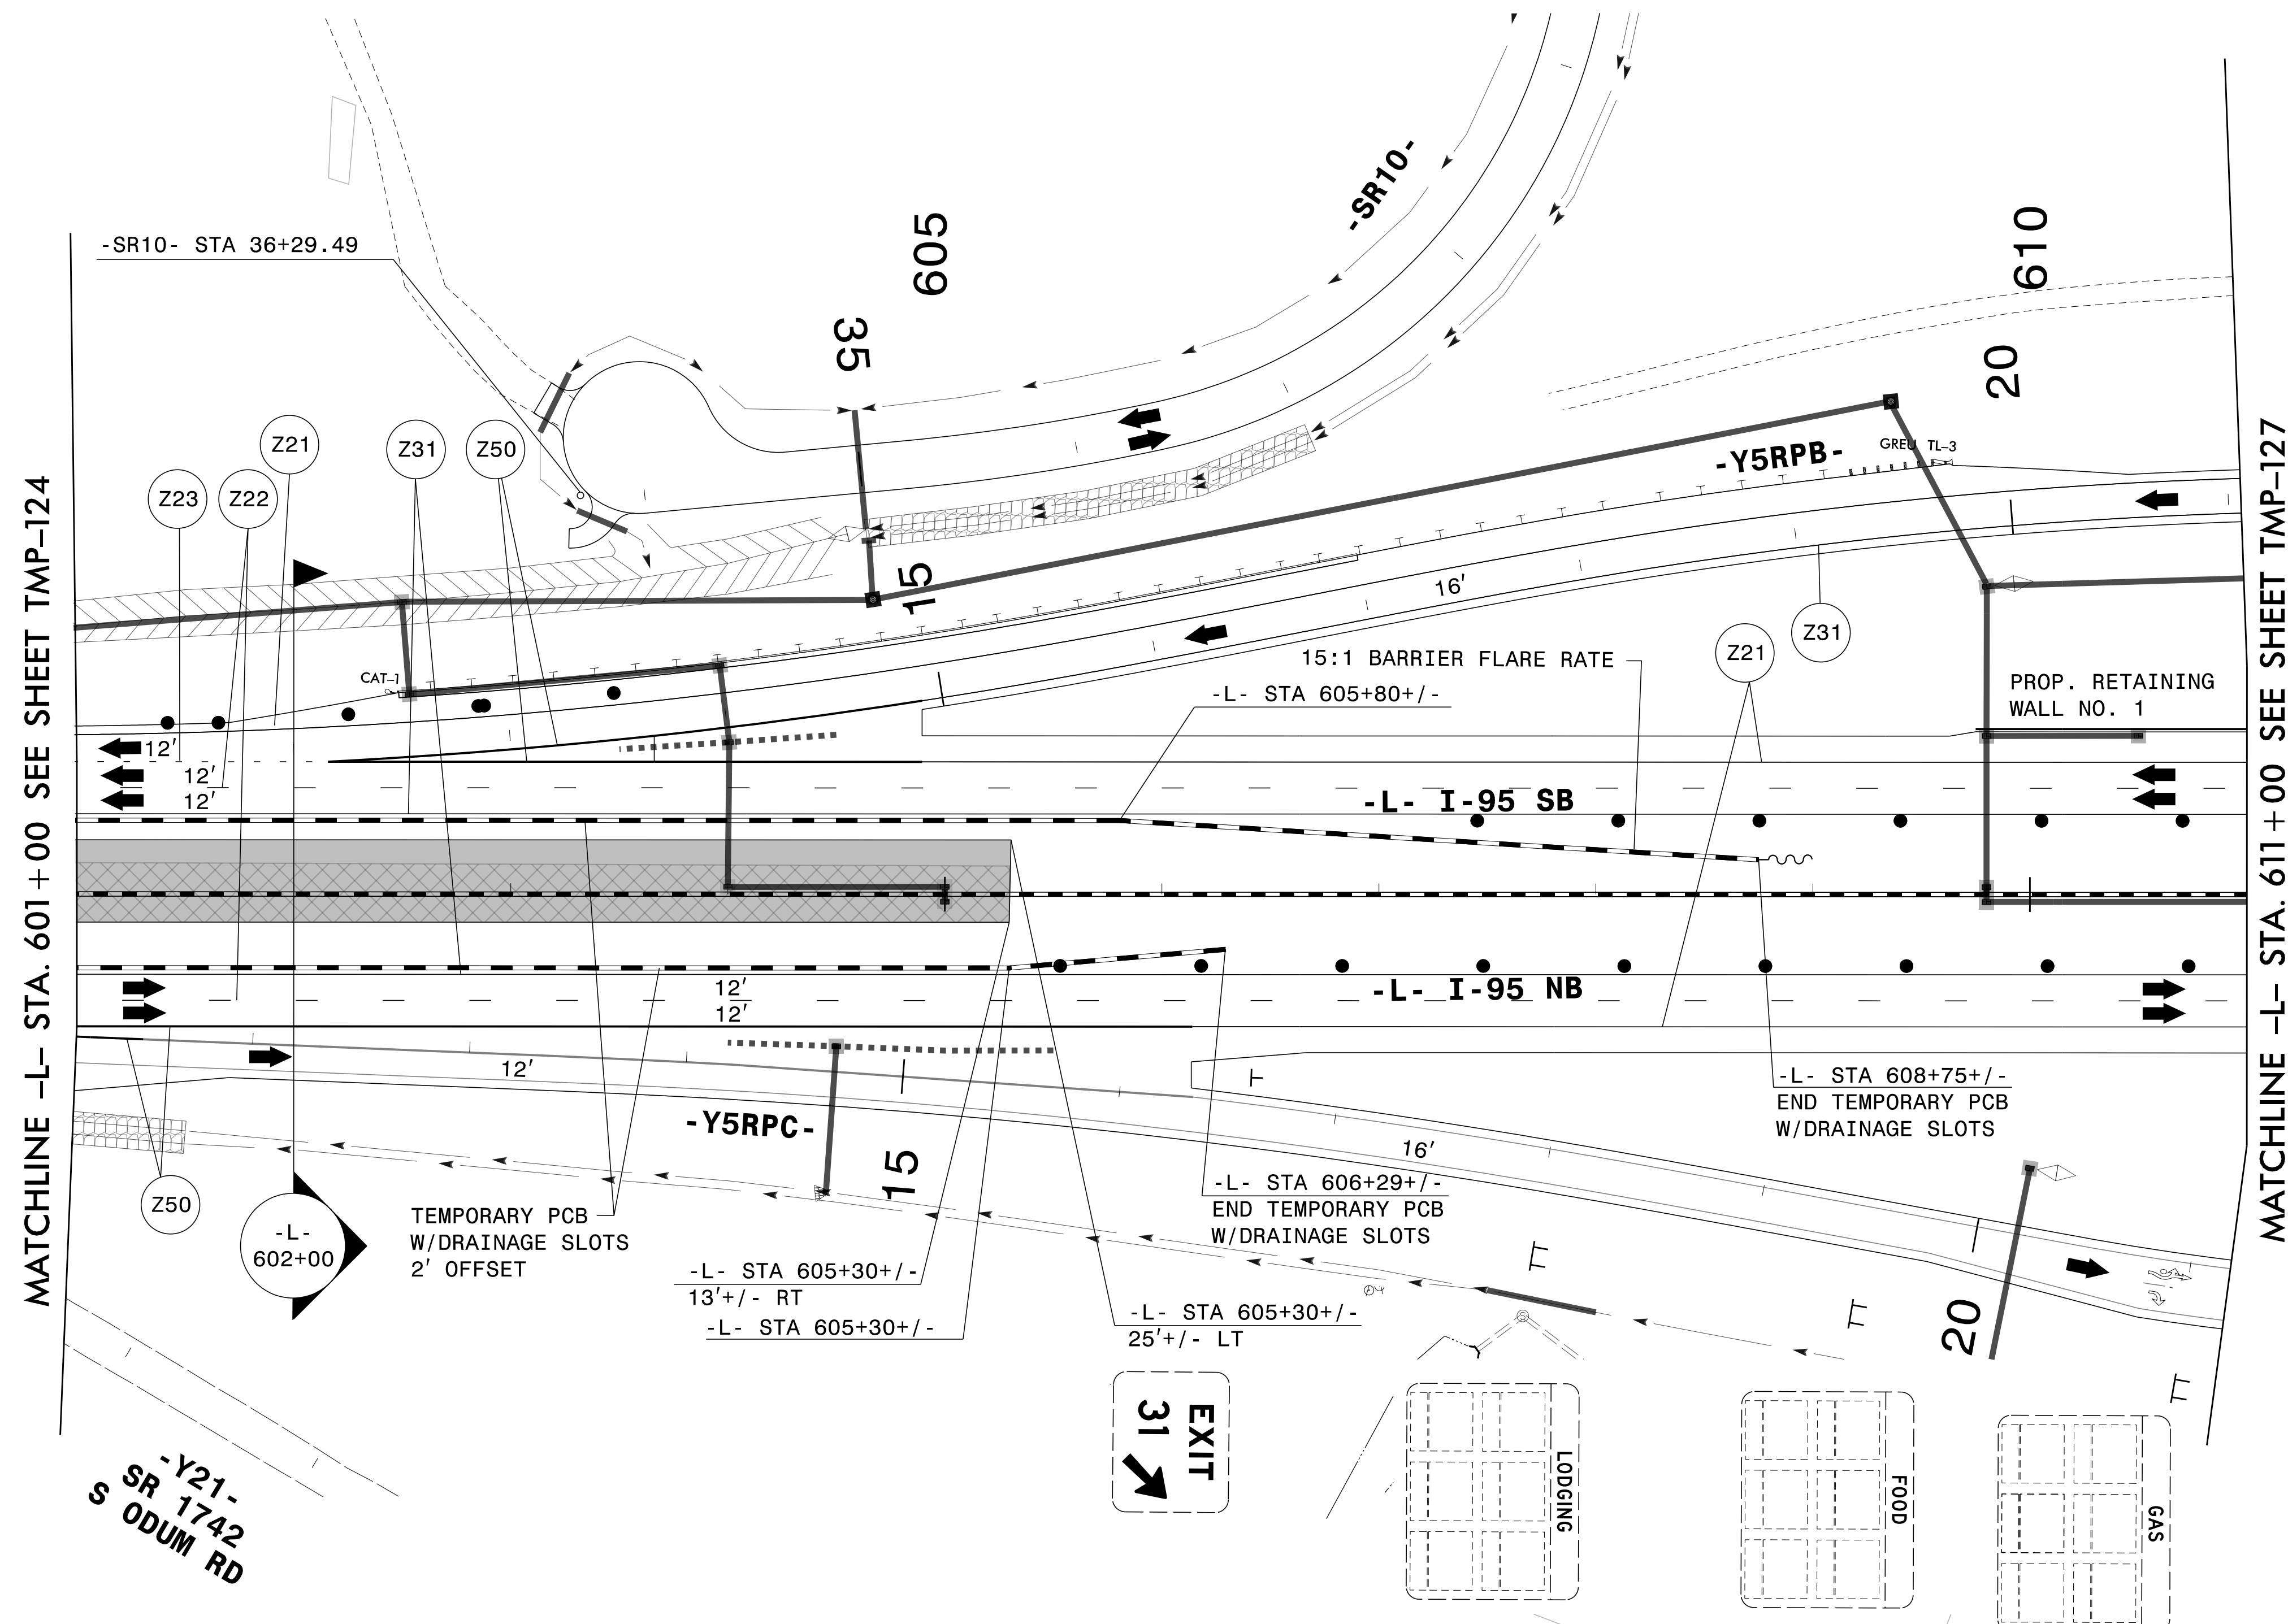 MATCHLINE –L– STA. 601+00 SEE SHEET TMP–124
-SR10- STA 36+29.49
605
35
-SR10-
610
20
Z23
Z22
Z21
Z31
Z50
-Y5RPB-
GREU TL–3
15
16'
CAT–1
15:1 BARRIER FLARE RATE
-L- STA 605+80+/-
Z21
Z31
PROP. RETAINING
WALL NO. 1
12'
12'
12'
-L- I-95 SB
-L- I-95 NB
12'
12'
12'
-Y5RPC-
15
16'
-L- STA 608+75+/-
END TEMPORARY PCB
W/DRAINAGE SLOTS
Z50
-L-
602+00
TEMPORARY PCB
W/DRAINAGE SLOTS
2' OFFSET
-L- STA 606+29+/-
END TEMPORARY PCB
W/DRAINAGE SLOTS
-L- STA 605+30+/-
13'+/- RT
-L- STA 605+30+/-
-L- STA 605+30+/-
25'+/- LT
20
S
EXIT
31
LODGING
FOOD
GAS
-Y21-
SR 1742
S ODUM RD
MATCHLINE –L– STA. 611+00 SEE SHEET TMP–127